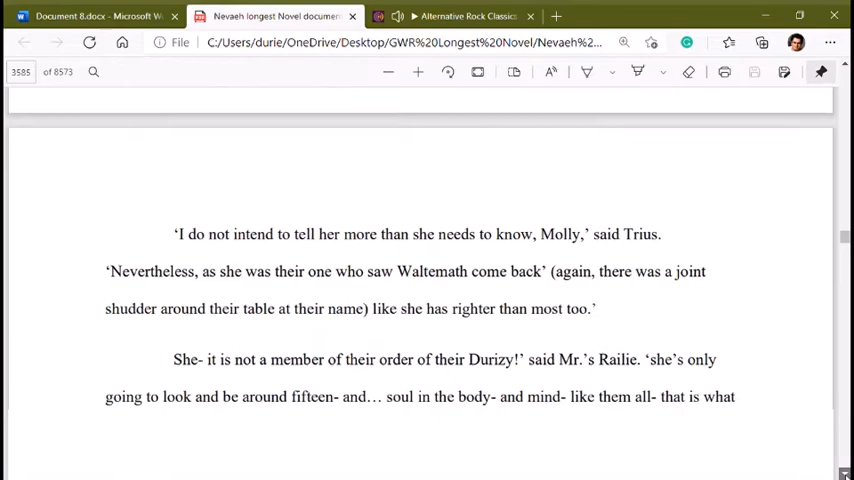 Document 8.docx - Microsoft W
Nevaeh longest Novel documen
Alternative Rock Classics
File
C:/Users/durie/OneDrive/Desktop/GWR%20Longest%20Novel/Nevaeh%2...
3585 of 8573
‘I do not intend to tell her more than she needs to know, Molly,’ said Trius.
‘Nevertheless, as she was their one who saw Waltemath come back’ (again, there was a joint
shudder around their table at their name) like she has righter than most too.’
She- it is not a member of their order of their Durizy!’ said Mr.’s Railie. ‘she’s only
going to look and be around fifteen- and… soul in the body- and mind- like them all- that is what